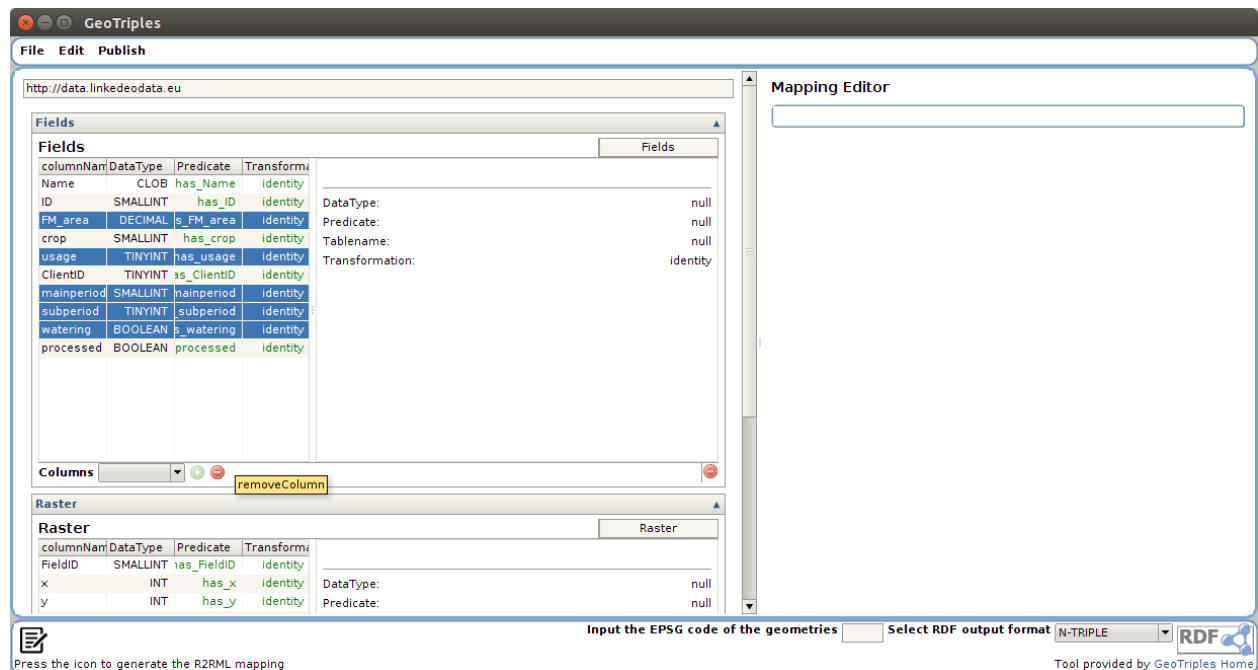 GeoTriples
File Edit Publish
http://data.linkedeodata.eu
Mapping Editor
Fields
Fields Fields
columnNam DataType Predicate Transforma
Name CLOB has_Name identity
ID SMALLINT has_ID identity
FM_area DECIMAL s_FM_area identity
crop SMALLINT has_crop identity
usage TINYINT has_usage identity
ClientID TINYINT as_ClientID identity
mainperiod SMALLINT mainperiod identity
subperiod TINYINT _subperiod identity
watering BOOLEAN s_watering identity
processed BOOLEAN processed identity
DataType: null
Predicate: null
Tablename: null
Transformation: identity
Columns
removeColumn
Raster
Raster Raster
columnNam DataType Predicate Transforma
FieldID SMALLINT has_FieldID identity
x INT has_x identity
y INT has_y identity
DataType: null
Predicate: null
Input the EPSG code of the geometries Select RDF output format N-TRIPLE RDF
Press the icon to generate the R2RML mapping
Tool provided by GeoTriples Home